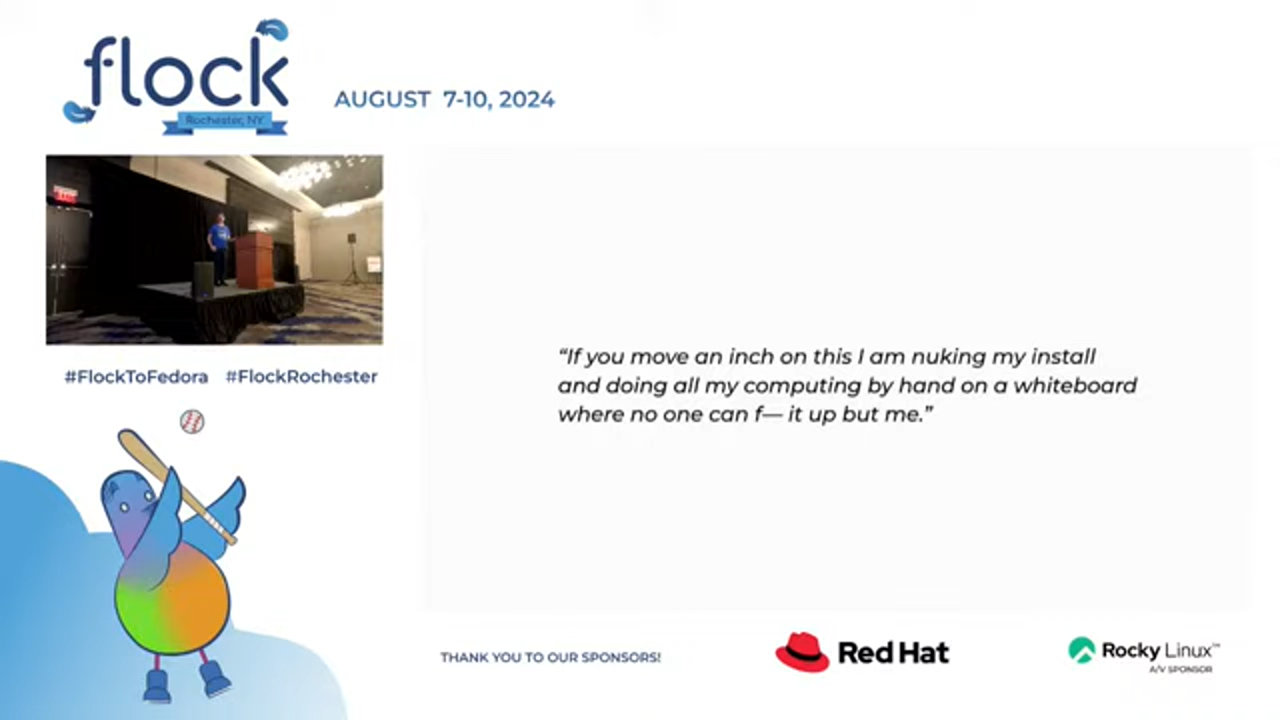 flock
Rochester, NY
AUGUST 7-10, 2024
#FlockToFedora #FlockRochester
“If you move an inch on this I am nuking my install
and doing all my computing by hand on a whiteboard
where no one can f— it up but me.”
THANK YOU TO OUR SPONSORS!
Red Hat
Rocky Linux™
A/V SPONSOR